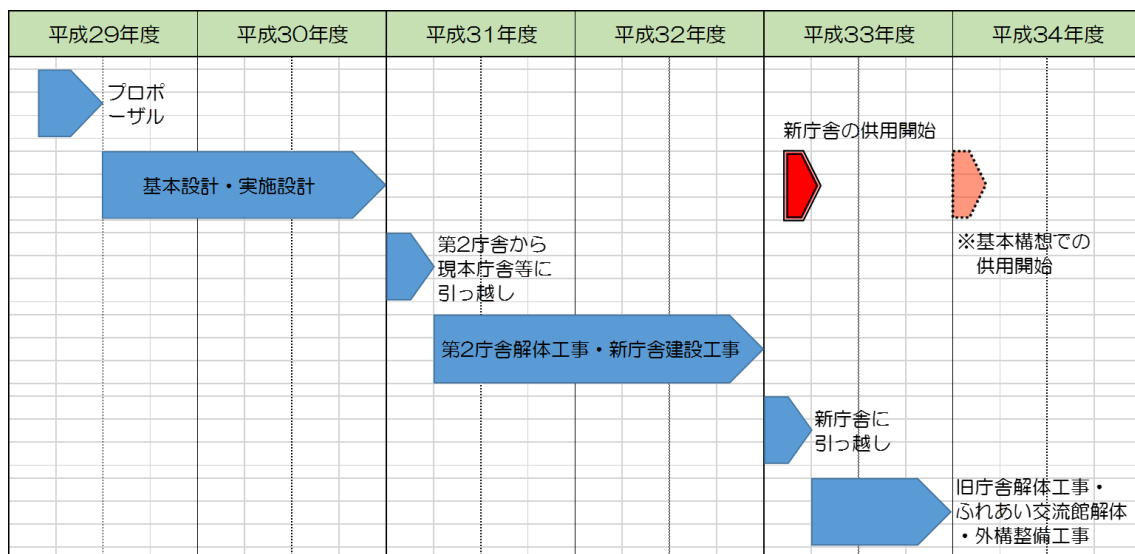 平成29年度
平成30年度
平成31年度
平成32年度
平成33年度
平成34年度
プロポ
ーザル
新庁舎の供用開始
基本設計・実施設計
※基本構想での
供用開始
第2庁舎から
現本庁舎等に
引っ越し
第2庁舎解体工事・新庁舎建設工事
新庁舎に
引っ越し
旧庁舎解体工事・
ふれあい交流館解体
・外構整備工事